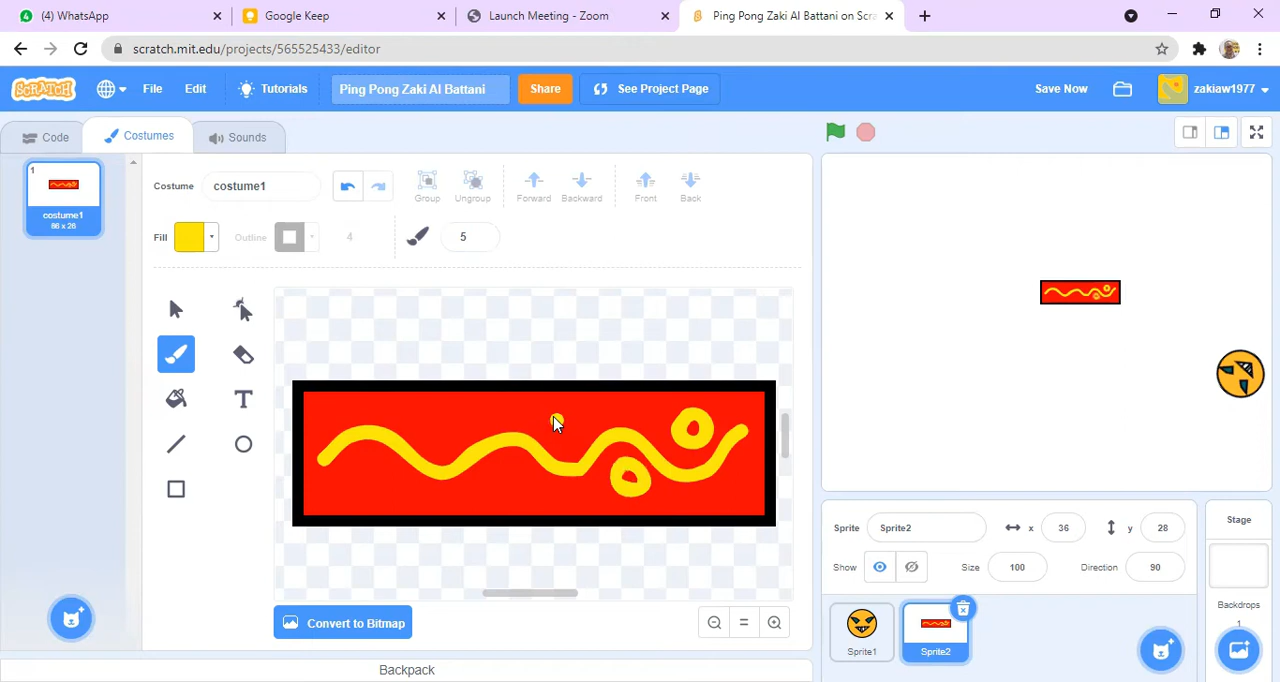 (4) WhatsApp
Google Keep
Launch Meeting - Zoom
Ping Pong Zaki Al Battani on Scra
scratch.mit.edu/projects/565525433/editor
SCRATCH
File
Edit
Tutorials
Ping Pong Zaki Al Battani
Share
See Project Page
Save Now
zakiaw1977
Code
Costumes
Sounds
1
costume1
86 x 26
Costume
costume1
Group
Ungroup
Forward
Backward
Front
Back
Fill
Outline
4
5
Convert to Bitmap
Backpack
Sprite
Sprite2
x
36
y
28
Show
Size
100
Direction
90
Sprite1
Sprite2
Stage
Backdrops
1